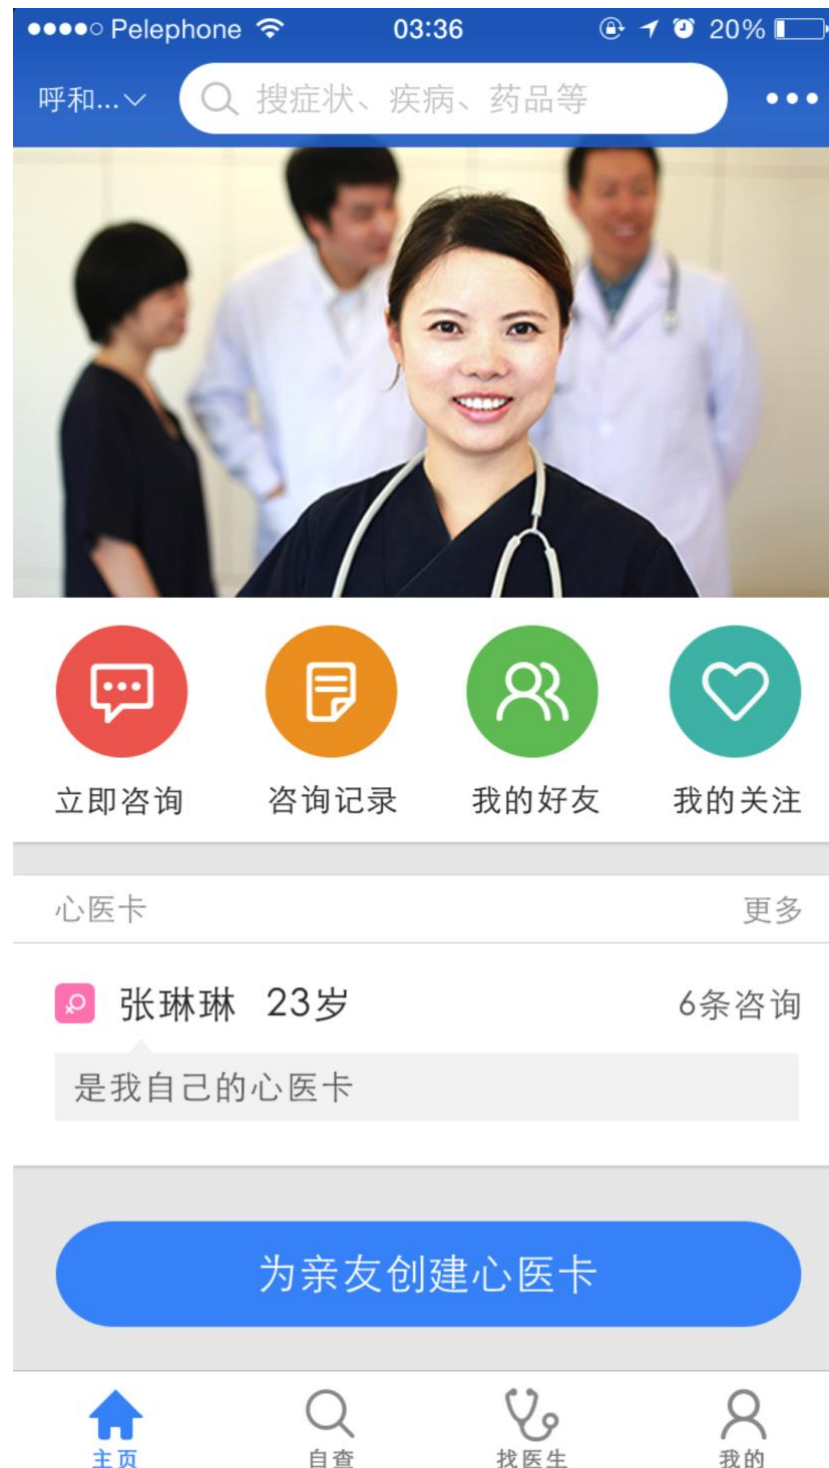 ●●●●○ Pelephone 03:36 20%
呼和... 搜症状、疾病、药品等
立即咨询 咨询记录 我的好友 我的关注
心医卡 更多
张琳琳 23岁 6条咨询
是我自己的心医卡
为亲友创建心医卡
主页 自查 找医生 我的